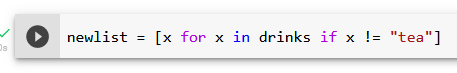 newlist = [x for x in drinks if x != "tea"]